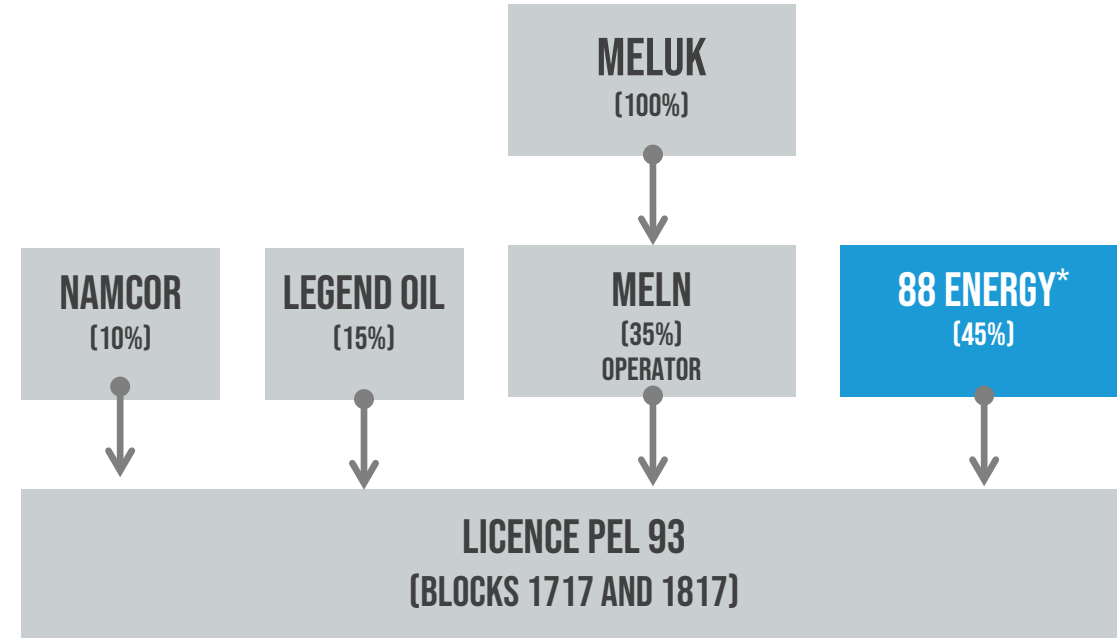 MELUK
(100%)
NAMCOR
(10%)
LEGEND OIL
(15%)
MELN
(35%)
OPERATOR
88 ENERGY*
(45%)
LICENCE PEL 93
(BLOCKS 1717 AND 1817)